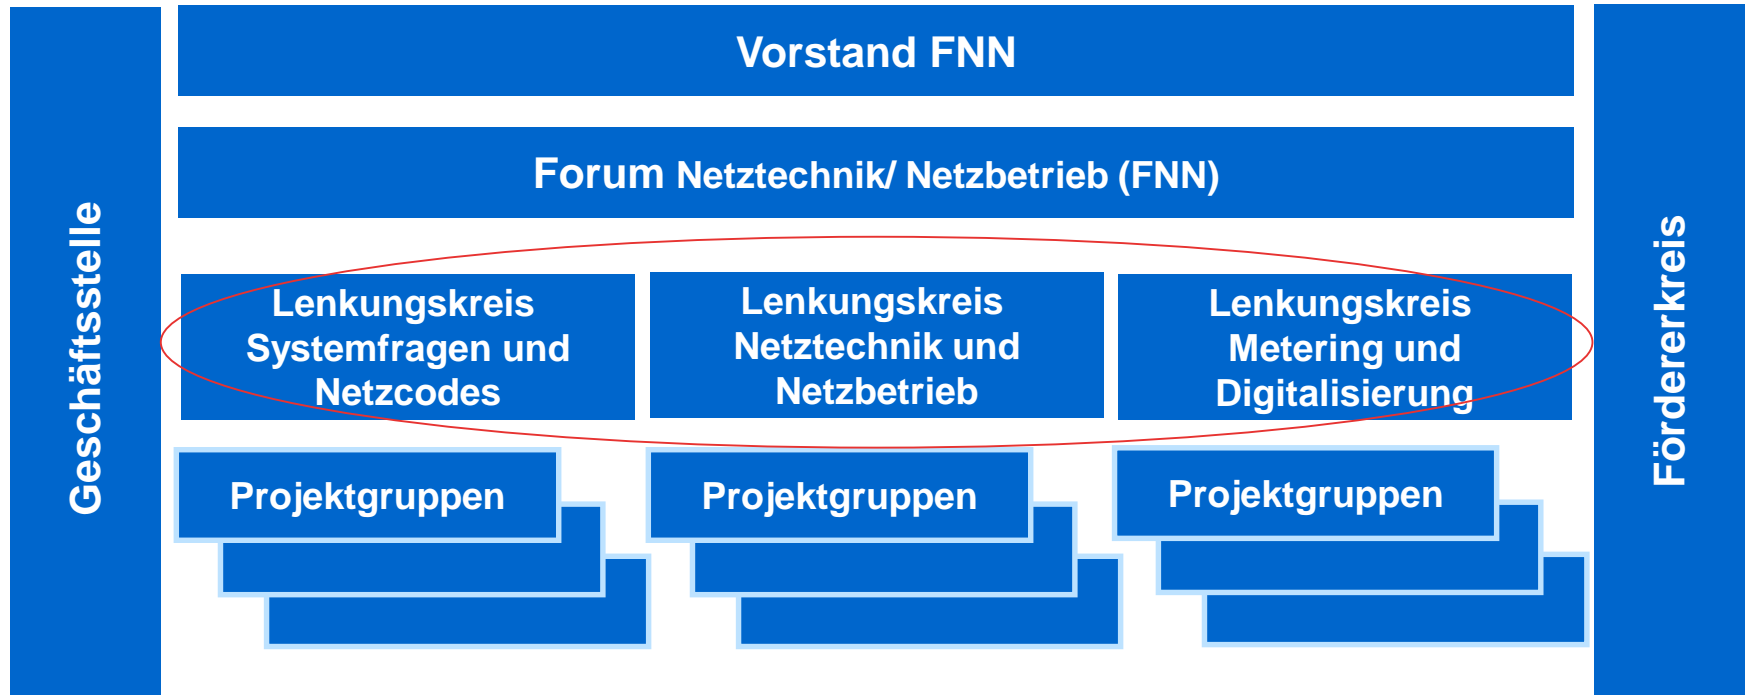 Geschäftsstelle
Vorstand FNN
Forum Netztechnik/ Netzbetrieb (FNN)
Lenkungskreis
Systemfragen und
Netzcodes
Lenkungskreis
Netztechnik und
Netzbetrieb
Lenkungskreis
Metering und
Digitalisierung
Projektgruppen
Projektgruppen
Projektgruppen
Fördererkreis